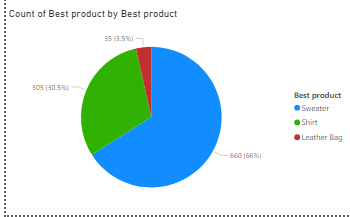 Count of Best product by Best product
35 (3.5%)
305 (30.5%)
660 (66%)
Best product
Sweater
Shirt
Leather Bag